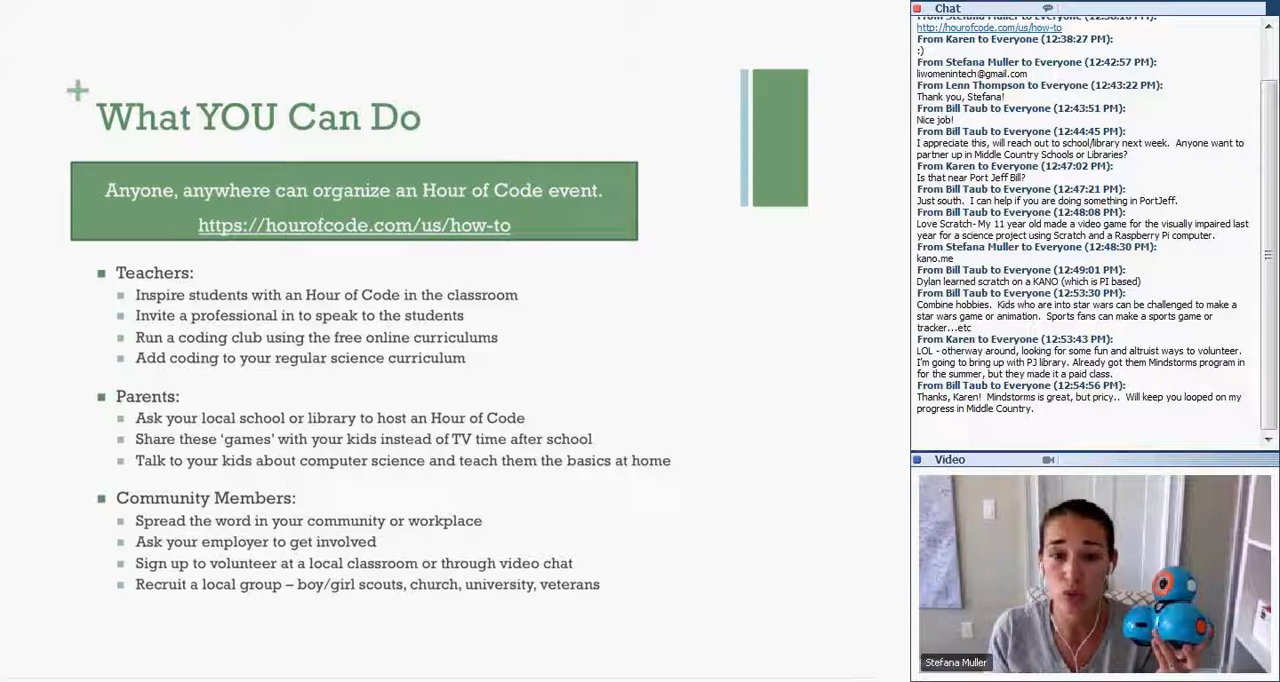 +
What YOU Can Do
Anyone, anywhere can organize an Hour of Code event.
https://hourofcode.com/us/how-to
Teachers:
Inspire students with an Hour of Code in the classroom
Invite a professional in to speak to the students
Run a coding club using the free online curriculums
Add coding to your regular science curriculum
Parents:
Ask your local school or library to host an Hour of Code
Share these ‘games’ with your kids instead of TV time after school
Talk to your kids about computer science and teach them the basics at home
Community Members:
Spread the word in your community or workplace
Ask your employer to get involved
Sign up to volunteer at a local classroom or through video chat
Recruit a local group – boy/girl scouts, church, university, veterans
Chat
http://hourofcode.com/us/how-to
From Karen to Everyone (12:38:27 PM):
:)
From Stefana Muller to Everyone (12:42:57 PM):
liwomenintech@gmail.com
From Lenn Thompson to Everyone (12:43:22 PM):
Thank you, Stefana!
From Bill Taub to Everyone (12:43:51 PM):
Nice job!
From Bill Taub to Everyone (12:44:45 PM):
I appreciate this, will reach out to school/library next week. Anyone want to
partner up in Middle Country Schools or Libraries?
From Karen to Everyone (12:47:02 PM):
Is that near Port Jeff Bill?
From Bill Taub to Everyone (12:47:21 PM):
Just south. I can help if you are doing something in PortJeff.
From Bill Taub to Everyone (12:48:08 PM):
Love Scratch- My 11 year old made a video game for the visually impaired last
year for a science project using Scratch and a Raspberry Pi computer.
From Stefana Muller to Everyone (12:48:30 PM):
kano.me
From Bill Taub to Everyone (12:49:01 PM):
Dylan learned scratch on a KANO (which is PI based)
From Bill Taub to Everyone (12:53:30 PM):
Combine hobbies. Kids who are into star wars can be challenged to make a
star wars game or animation. Sports fans can make a sports game or
tracker...etc
From Karen to Everyone (12:53:43 PM):
LOL - otherway around, looking for some fun and altruist ways to volunteer.
I'm going to bring up with PJ library. Already got them Mindstorms program in
for the summer, but they made it a paid class.
From Bill Taub to Everyone (12:54:56 PM):
Thanks, Karen! Mindstorms is great, but pricy.. Will keep you looped on my
progress in Middle Country.
Video
Stefana Muller